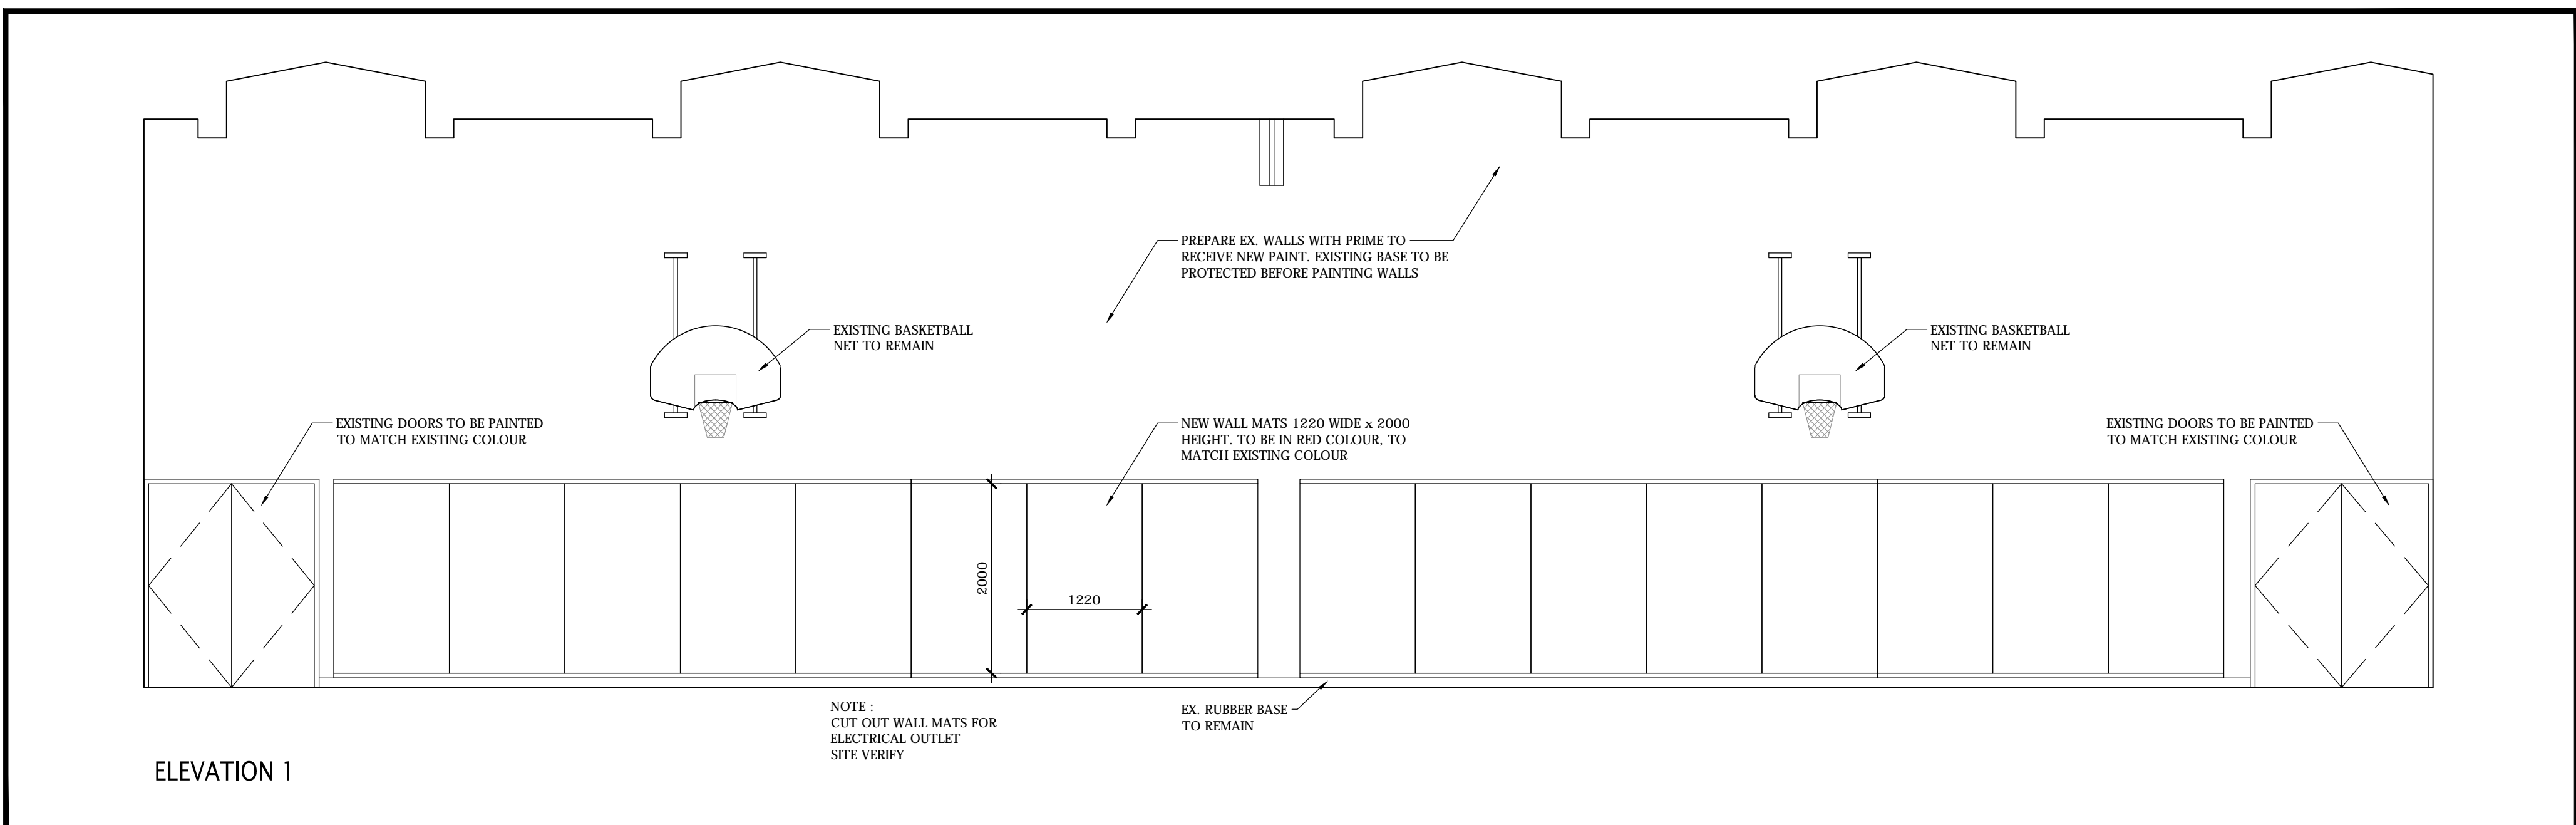 PREPARE EX. WALLS WITH PRIME TO
RECEIVE NEW PAINT. EXISTING BASE TO BE
PROTECTED BEFORE PAINTING WALLS
EXISTING BASKETBALL
NET TO REMAIN
EXISTING BASKETBALL
NET TO REMAIN
EXISTING DOORS TO BE PAINTED
TO MATCH EXISTING COLOUR
NEW WALL MATS 1220 WIDE x 2000
HEIGHT. TO BE IN RED COLOUR, TO
MATCH EXISTING COLOUR
EXISTING DOORS TO BE PAINTED
TO MATCH EXISTING COLOUR
2000
1220
NOTE :
CUT OUT WALL MATS FOR
ELECTRICAL OUTLET
SITE VERIFY
EX. RUBBER BASE
TO REMAIN
ELEVATION 1